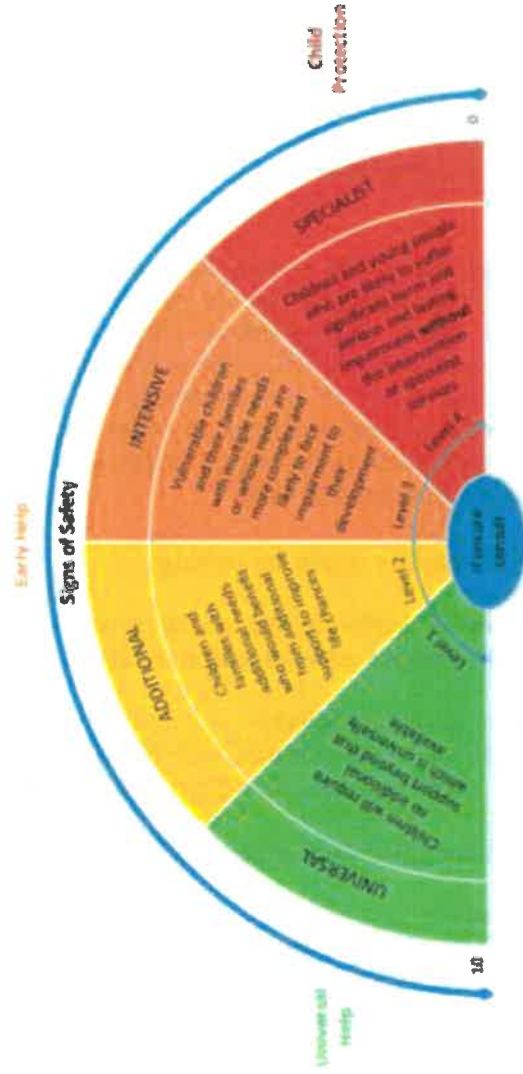 Early Help
Signs of Safety
Universal
Help
Child
Protection
UNIVERSAL
Children will require
no additional
support beyond that
which is universally
available
Level 1
ADDITIONAL
Children and
families with
additional needs
who would benefit
from additional
support to improve
life chances
Level 2
INTENSIVE
Vulnerable children
and their families
with multiple needs
or whose needs are
more complex and
likely to face
impairment to
their
development
Level 3
SPECIALIST
Children and young people
who are likely to suffer
significant harm and
serious and lasting
impairment without
the intervention
of specialist
services
Level 4
If unsure
consult
10
0